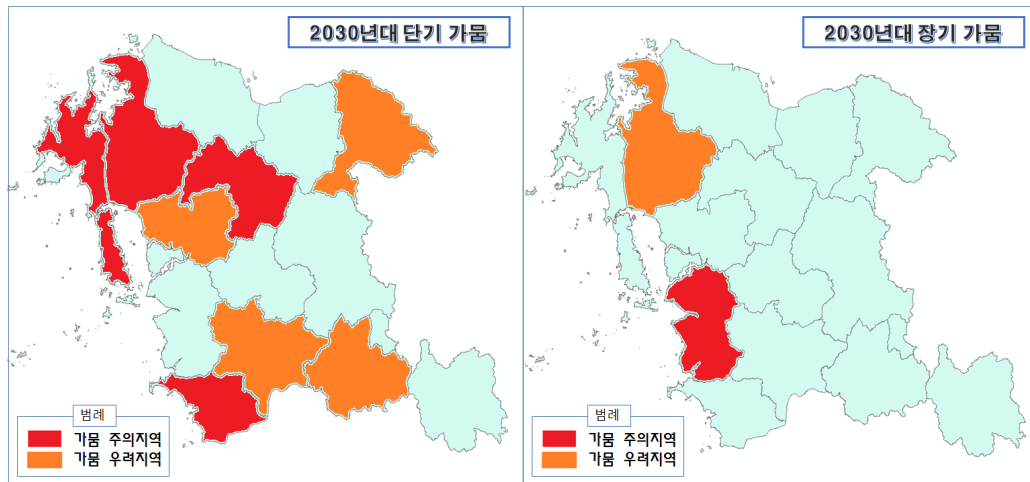 2030년대 단기 가뭄
범례
가뭄 주의지역
가뭄 우려지역
2030년대 장기 가뭄
범례
가뭄 주의지역
가뭄 우려지역